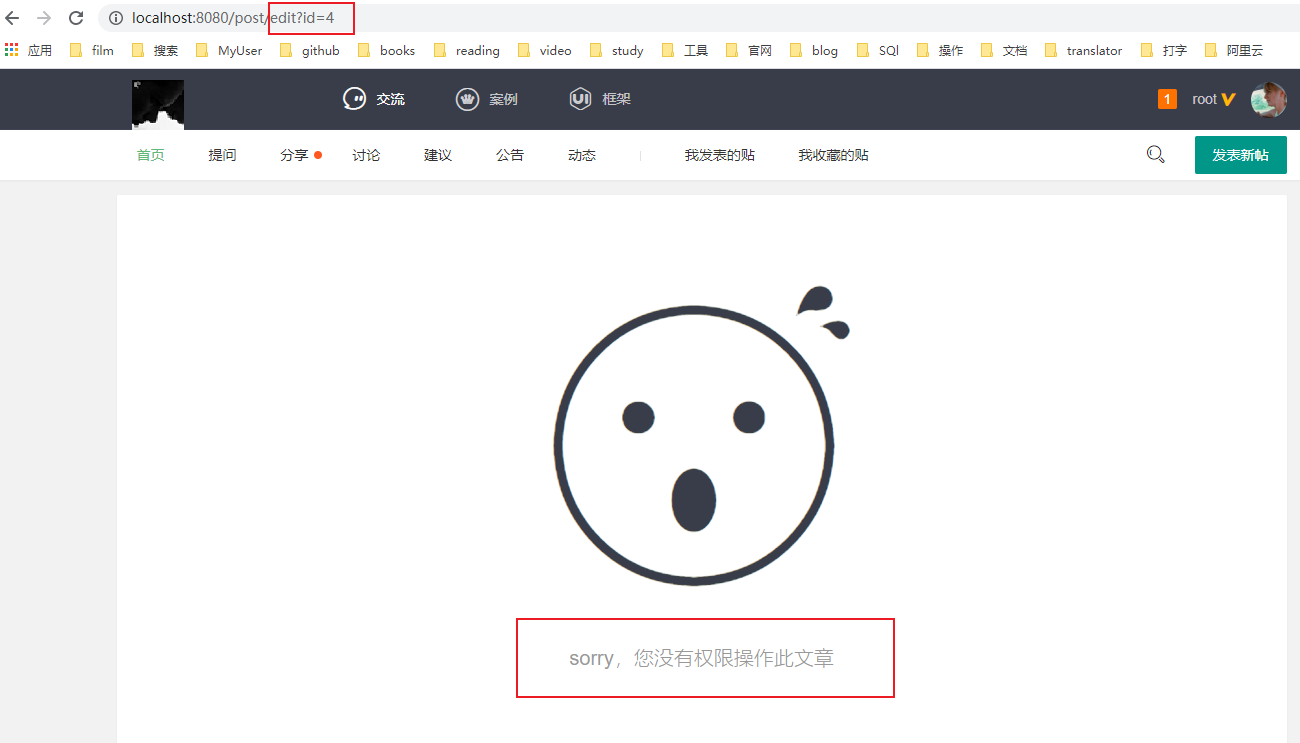 localhost:8080/post/edit?id=4
应用 film 搜索 MyUser github books reading video study 工具 官网 blog SQl 操作 文档 translator 打字 阿里云
交流 案例 UI 框架 1 root
首页 提问 分享 讨论 建议 公告 动态 我发表的贴 我收藏的贴 发表新帖
sorry，您没有权限操作此文章